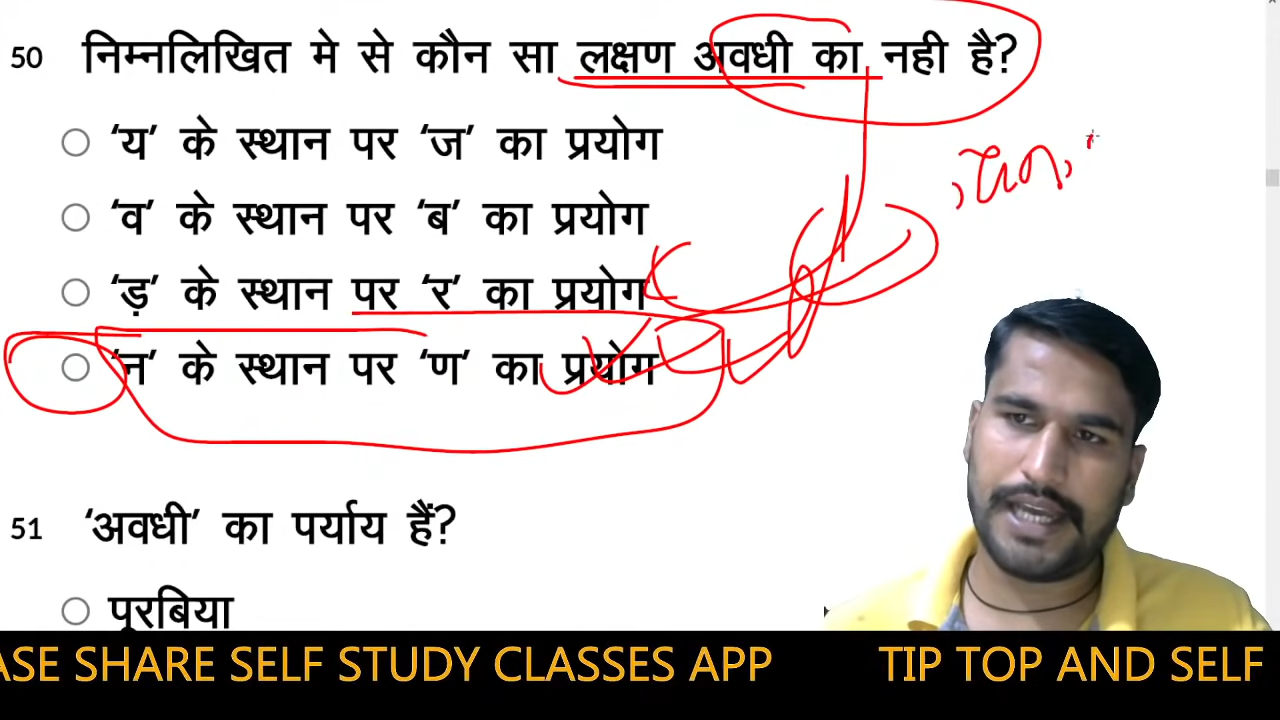 50 निम्नलिखित मे से कौन सा लक्षण अवधी का नही है?
'य' के स्थान पर 'ज' का प्रयोग
'व' के स्थान पर 'ब' का प्रयोग
'ड़' के स्थान पर 'र' का प्रयोग
'न' के स्थान पर 'ण' का प्रयोग
51 'अवधी' का पर्याय हैं?
पूरबिया
ASE SHARE SELF STUDY CLASSES APP TIP TOP AND SELF